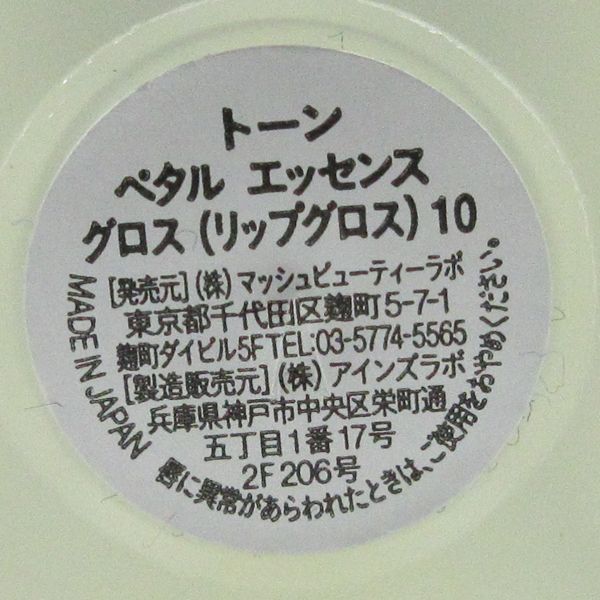 トーン
ペタル エッセンス
グロス (リップグロス) 10
[発売元] (株) マッシュビューティーラボ
東京都千代田区麹町5-7-1
麹町ダイビル5F TEL:03-5774-5565
[製造販売元] (株) アインズラボ
兵庫県神戸市中央区栄町通
五丁目1番17号
2F 206号
MADE IN JAPAN
唇に異常があらわれたときは、ご使用をおやめください。